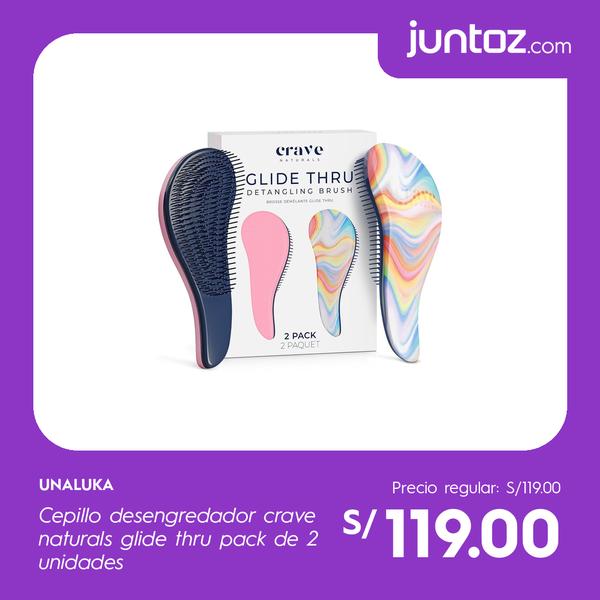 juntoz.com
crave
NATURALS
GLIDE THRU
DETANGLING BRUSH
BROSSE DÉMÊLANTE GLIDE THRU
2 PACK
2 PAQUET
UNALUKA
Cepillo desengredador crave
naturals glide thru pack de 2
unidades
Precio regular: S/119.00
S/119.00